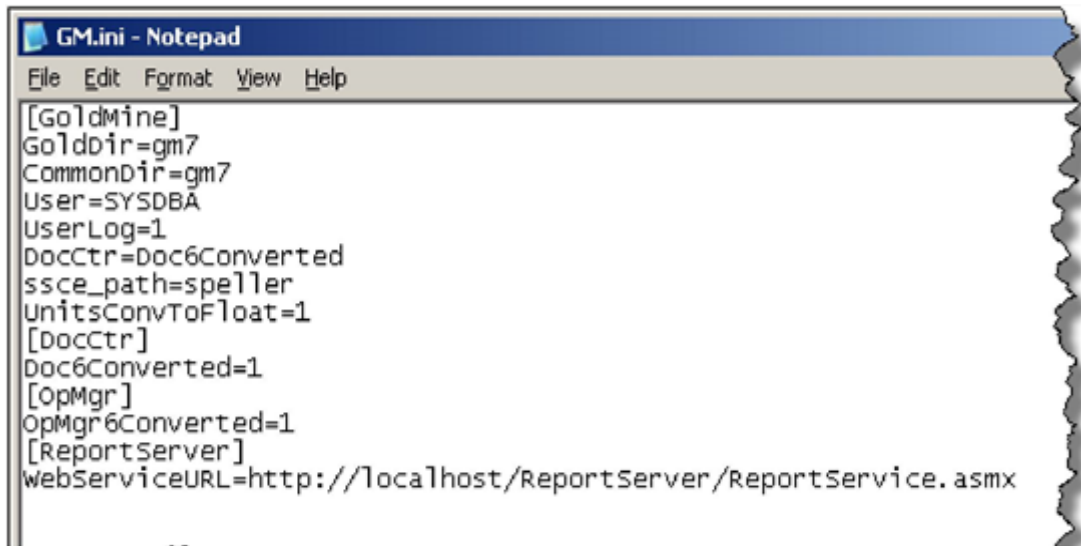 GM.ini - Notepad
File Edit Format View Help
[GoldMine]
GoldDir=gm7
CommonDir=gm7
User=SYSDBA
UserLog=1
DocCtr=Doc6Converted
ssce_path=speller
UnitsConvToFloat=1
[DocCtr]
Doc6Converted=1
[OpMgr]
OpMgr6Converted=1
[ReportServer]
WebServiceURL=http://localhost/ReportServer/ReportService.asmx